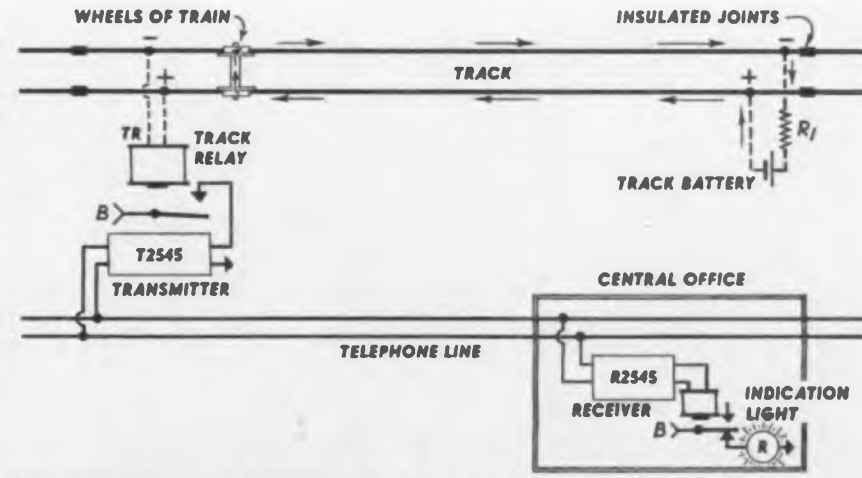 WHEELS OF TRAIN
INSULATED JOINTS
−
−
+
TRACK
+
TR
TRACK
RELAY
R1
TRACK BATTERY
B
T2545
TRANSMITTER
CENTRAL OFFICE
TELEPHONE LINE
R2545
RECEIVER
INDICATION
LIGHT
B
R